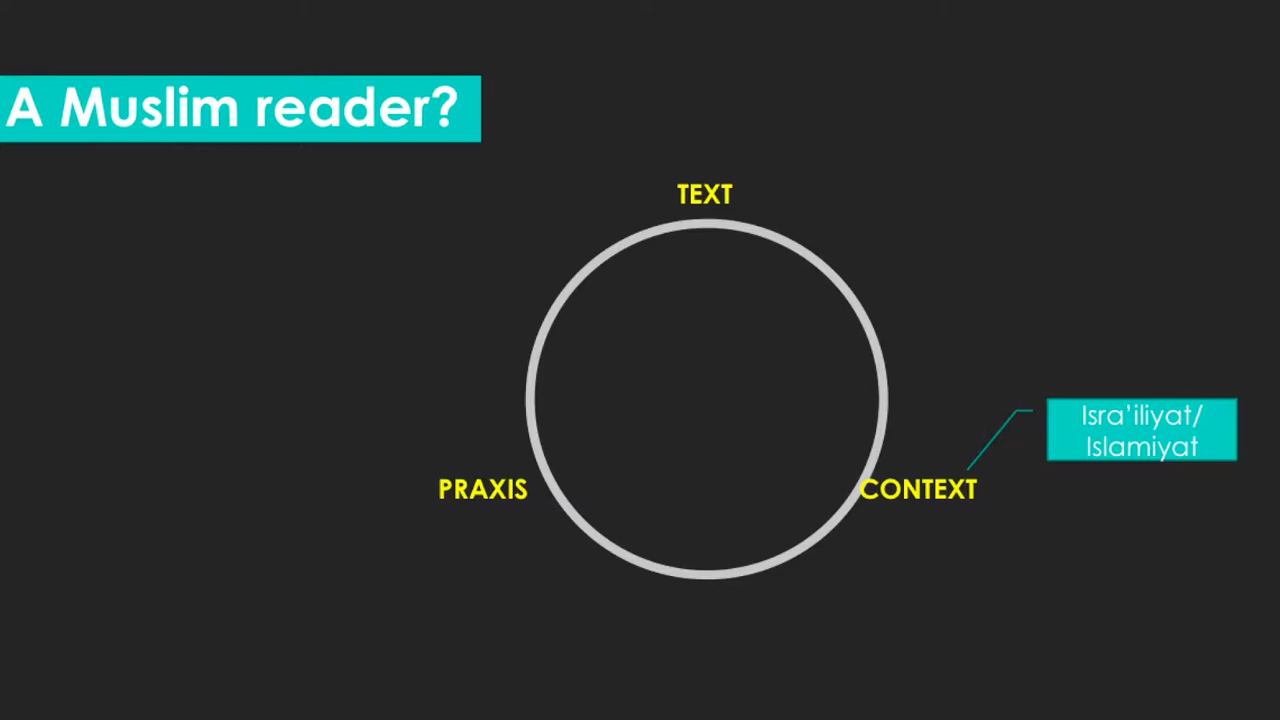 A Muslim reader?
TEXT
Isra’iliyat/
Islamiyat
PRAXIS
CONTEXT